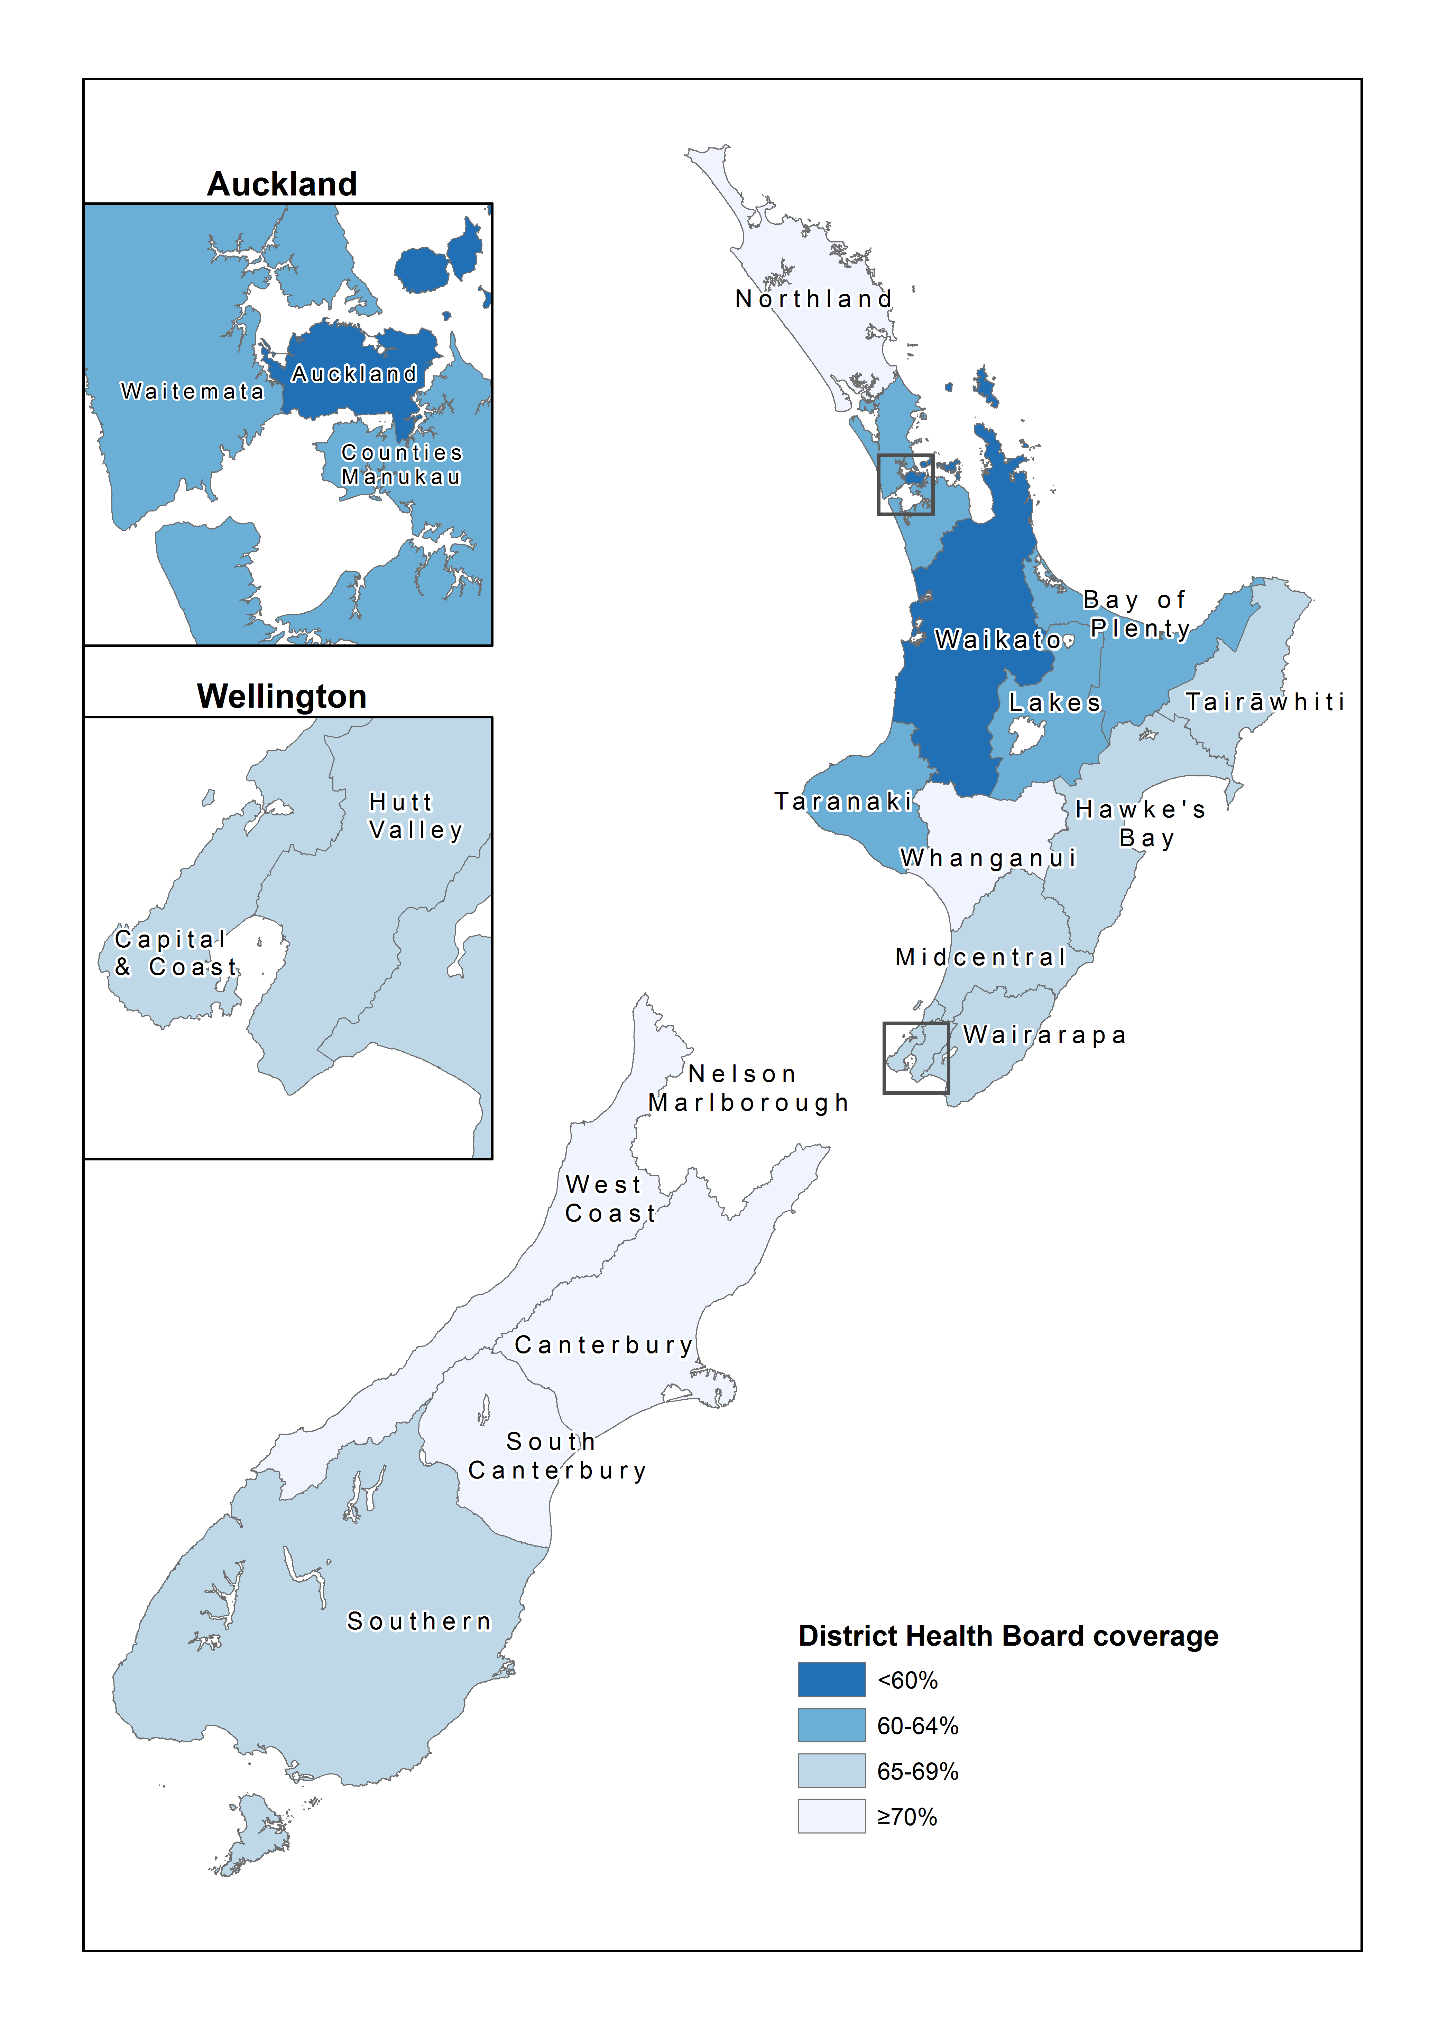 Auckland
Waitemata
Auckland
Counties
Manukau
Wellington
Hutt
Valley
Capital
& Coast
Northland
Bay of
Plenty
Waikato
Lakes
Tairāwhiti
Taranaki
Hawke's
Bay
Whanganui
Midcentral
Wairarapa
Nelson
Marlborough
West
Coast
Canterbury
South
Canterbury
Southern
District Health Board coverage
<60%
60-64%
65-69%
≥70%